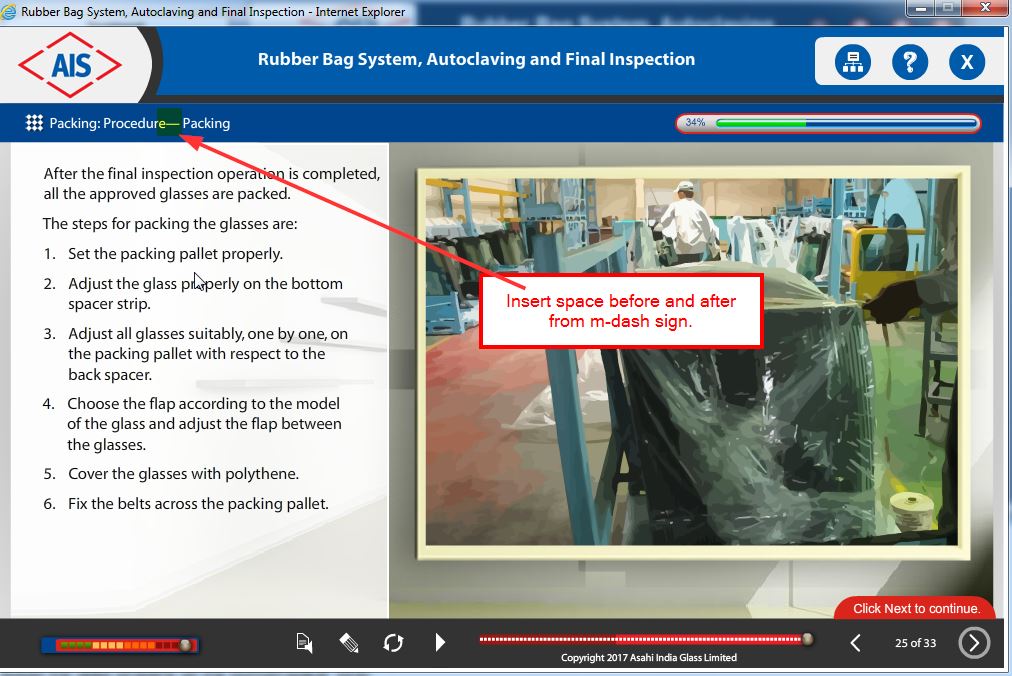 Rubber Bag System, Autoclaving and Final Inspection - Internet Explorer
AIS
Rubber Bag System, Autoclaving and Final Inspection
?
X
Packing: Procedure— Packing
34%
After the final inspection operation is completed,
all the approved glasses are packed.
The steps for packing the glasses are:
1. Set the packing pallet properly.
2. Adjust the glass properly on the bottom
spacer strip.
3. Adjust all glasses suitably, one by one, on
the packing pallet with respect to the
back spacer.
4. Choose the flap according to the model
of the glass and adjust the flap between
the glasses.
5. Cover the glasses with polythene.
6. Fix the belts across the packing pallet.
Insert space before and after
from m-dash sign.
Click Next to continue.
25 of 33
Copyright 2017 Asahi India Glass Limited